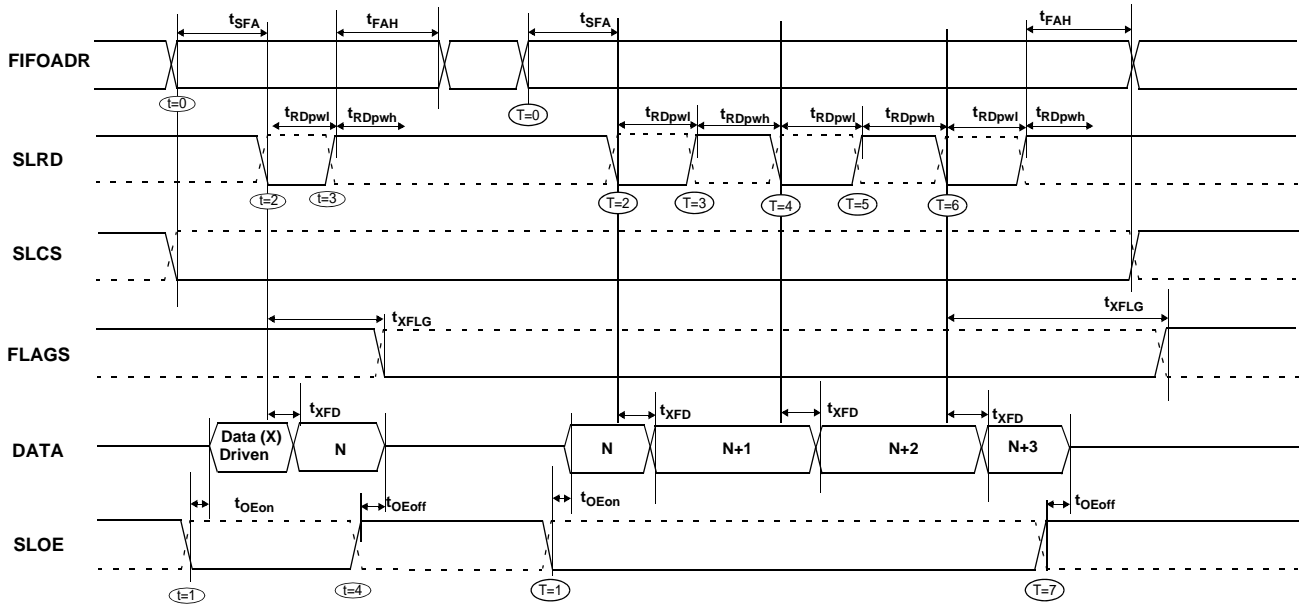 tSFA tFAH tSFA tFAH
FIFOADR
t=0 T=0
tRDpwl tRDpwh tRDpwl tRDpwh tRDpwl tRDpwh tRDpwl tRDpwh
SLRD
t=2 t=3 T=2 T=3 T=4 T=5 T=6
SLCS
tXFLG tXFLG
FLAGS
tXFD tXFD tXFD tXFD
DATA
Data (X)
Driven
N N N+1 N+2 N+3
tOEon tOEoff tOEon tOEoff
SLOE
t=1 t=4 T=1 T=7